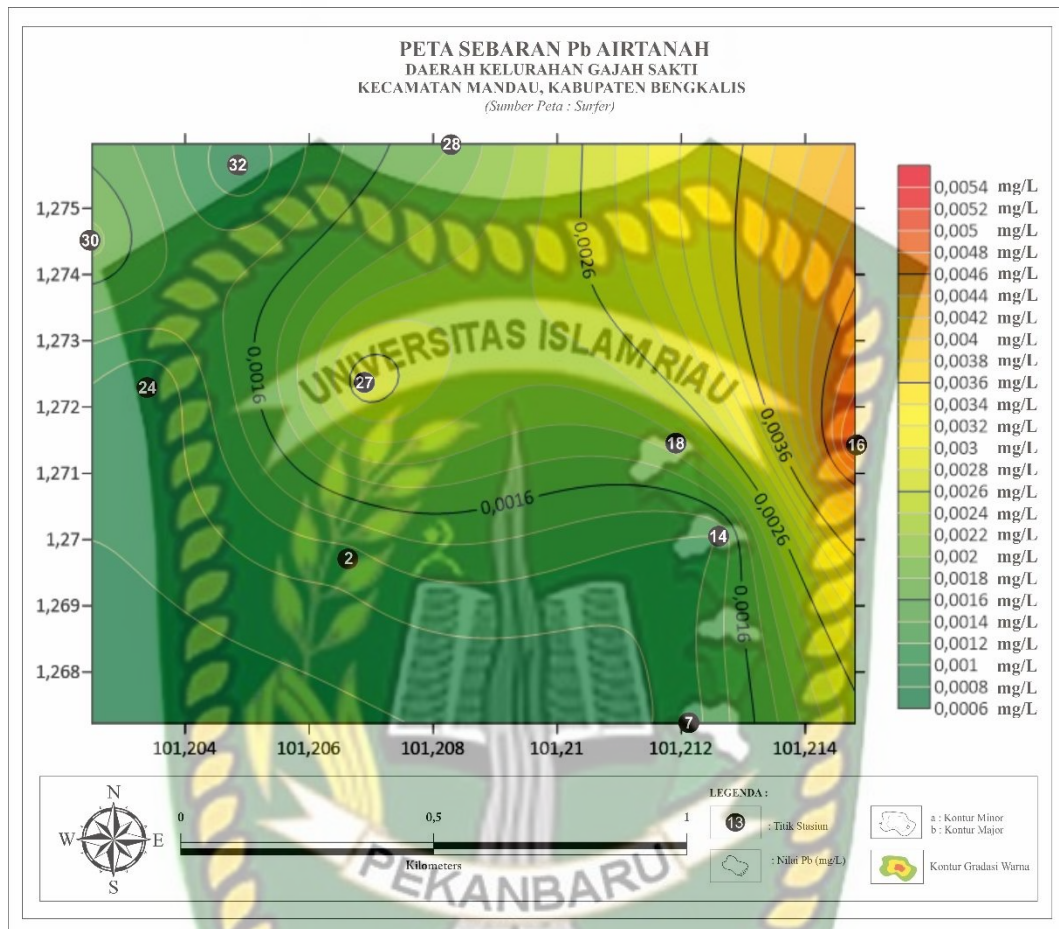 PETA SEBARAN Pb AIRTANAH
DAERAH KELURAHAN GAJAH SAKTI
KECAMATAN MANDAU, KABUPATEN BENGKALIS
(Sumber Peta : Surfer)
28
32
30
1,275
1,274
1,273
1,272
1,271
1,27
1,269
1,268
0,0026
0,0016
24
27
UNIVERSITAS ISLAM RIAU
18
0,0036
16
0,0016
0,0026
14
2
0,0016
7
101,204
101,206
101,208
101,21
101,212
101,214
0,0054 mg/L
0,0052 mg/L
0,005 mg/L
0,0048 mg/L
0,0046 mg/L
0,0044 mg/L
0,0042 mg/L
0,004 mg/L
0,0038 mg/L
0,0036 mg/L
0,0034 mg/L
0,0032 mg/L
0,003 mg/L
0,0028 mg/L
0,0026 mg/L
0,0024 mg/L
0,0022 mg/L
0,002 mg/L
0,0018 mg/L
0,0016 mg/L
0,0014 mg/L
0,0012 mg/L
0,001 mg/L
0,0008 mg/L
0,0006 mg/L
N
W
E
S
0
0,5
1
Kilometers
PEKANBARU
LEGENDA :
13 : Titik Stasiun
: Nilai Pb (mg/L)
a : Kontur Minor
b : Kontur Major
Kontur Gradasi Warna